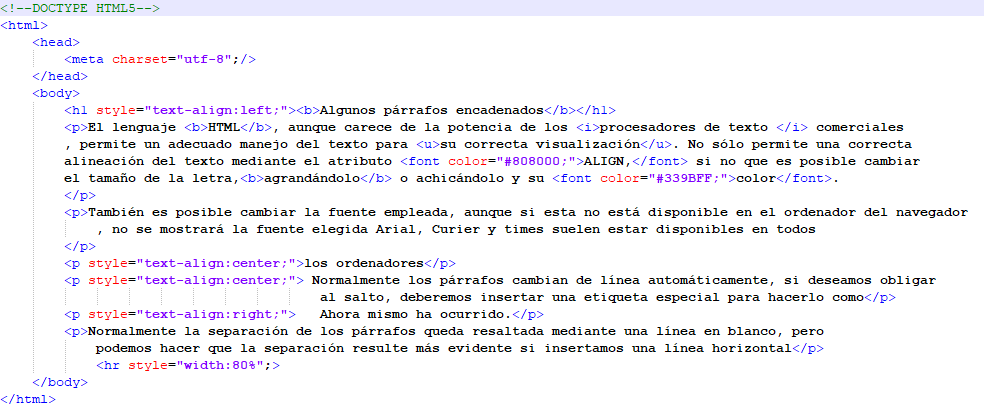 <!--DOCTYPE HTML5-->
<html>
<head>
<meta charset="utf-8";/>
</head>
<body>
<h1 style="text-align:left;"><b>Algunos párrafos encadenados</b></h1>
<p>El lenguaje <b>HTML</b>, aunque carece de la potencia de los <i>procesadores de texto </i> comerciales
, permite un adecuado manejo del texto para <u>su correcta visualización</u>. No sólo permite una correcta
alineación del texto mediante el atributo <font color="#808000;">ALIGN,</font> si no que es posible cambiar
el tamaño de la letra,<b>agrandándolo</b> o achicándolo y su <font color="#339BFF;">color</font>.
</p>
<p>También es posible cambiar la fuente empleada, aunque si esta no está disponible en el ordenador del navegador
, no se mostrará la fuente elegida Arial, Curier y times suelen estar disponibles en todos
</p>
<p style="text-align:center;">los ordenadores</p>
<p style="text-align:center;"> Normalmente los párrafos cambian de línea automáticamente, si deseamos obligar
al salto, deberemos insertar una etiqueta especial para hacerlo como</p>
<p style="text-align:right;"> Ahora mismo ha ocurrido.</p>
<p>Normalmente la separación de los párrafos queda resaltada mediante una línea en blanco, pero
podemos hacer que la separación resulte más evidente si insertamos una línea horizontal</p>
<hr style="width:80%";>
</body>
</html>